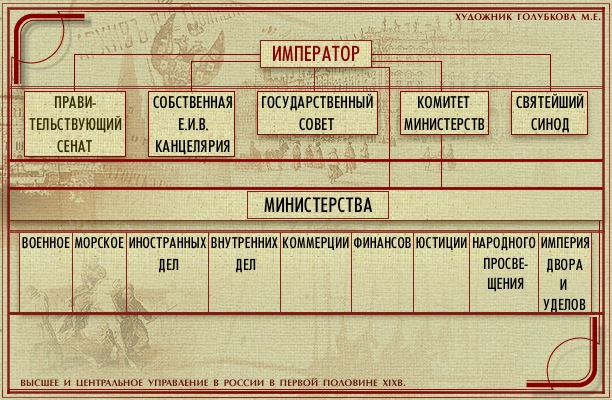 ХУДОЖНИК ГОЛУБКОВА М.Е.
ИМПЕРАТОР
ПРАВИ-
ТЕЛЬСТВУЮЩИЙ
СЕНАТ
СОБСТВЕННАЯ
Е.И.В.
КАНЦЕЛЯРИЯ
ГОСУДАРСТВЕННЫЙ
СОВЕТ
КОМИТЕТ
МИНИСТЕРСТВ
СВЯТЕЙШИЙ
СИНОД
МИНИСТЕРСТВА
ВОЕННОЕ
МОРСКОЕ
ИНОСТРАННЫХ
ДЕЛ
ВНУТРЕННИХ
ДЕЛ
КОММЕРЦИИ
ФИНАНСОВ
ЮСТИЦИИ
НАРОДНОГО
ПРОСВЕ-
ЩЕНИЯ
ИМПЕРИЯ
ДВОРА
И
УДЕЛОВ
ВЫСШЕЕ И ЦЕНТРАЛЬНОЕ УПРАВЛЕНИЕ В РОССИИ В ПЕРВОЙ ПОЛОВИНЕ XIXВ.